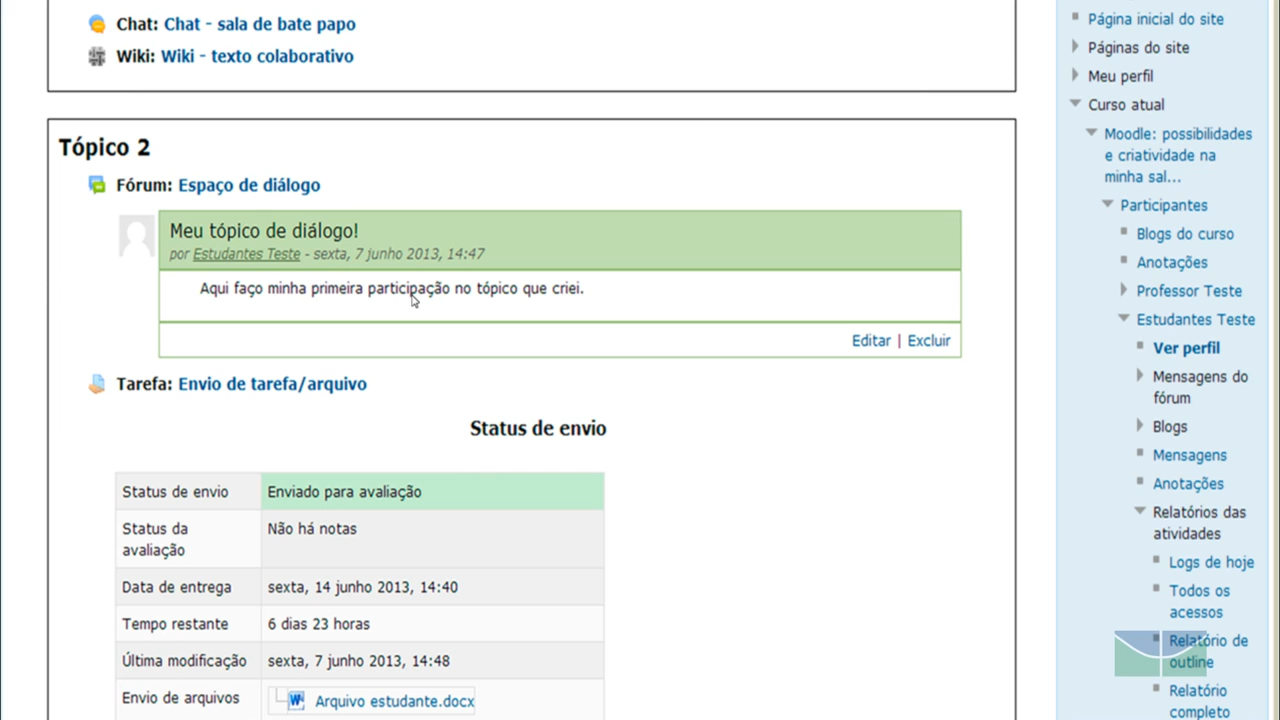 Chat: Chat - sala de bate papo
Wiki: Wiki - texto colaborativo
Tópico 2
Fórum: Espaço de diálogo
Meu tópico de diálogo!
por Estudantes Teste - sexta, 7 junho 2013, 14:47
Aqui faço minha primeira participação no tópico que criei.
Editar | Excluir
Tarefa: Envio de tarefa/arquivo
Status de envio
Status de envio Enviado para avaliação
Status da
avaliação
Não há notas
Data de entrega sexta, 14 junho 2013, 14:40
Tempo restante 6 dias 23 horas
Última modificação sexta, 7 junho 2013, 14:48
Envio de arquivos Arquivo estudante.docx
Página inicial do site
Páginas do site
Meu perfil
Curso atual
Moodle: possibilidades
e criatividade na
minha sal...
Participantes
Blogs do curso
Anotações
Professor Teste
Estudantes Teste
Ver perfil
Mensagens do
fórum
Blogs
Mensagens
Anotações
Relatórios das
atividades
Logs de hoje
Todos os
acessos
Relatório de
outline
Relatório
completo